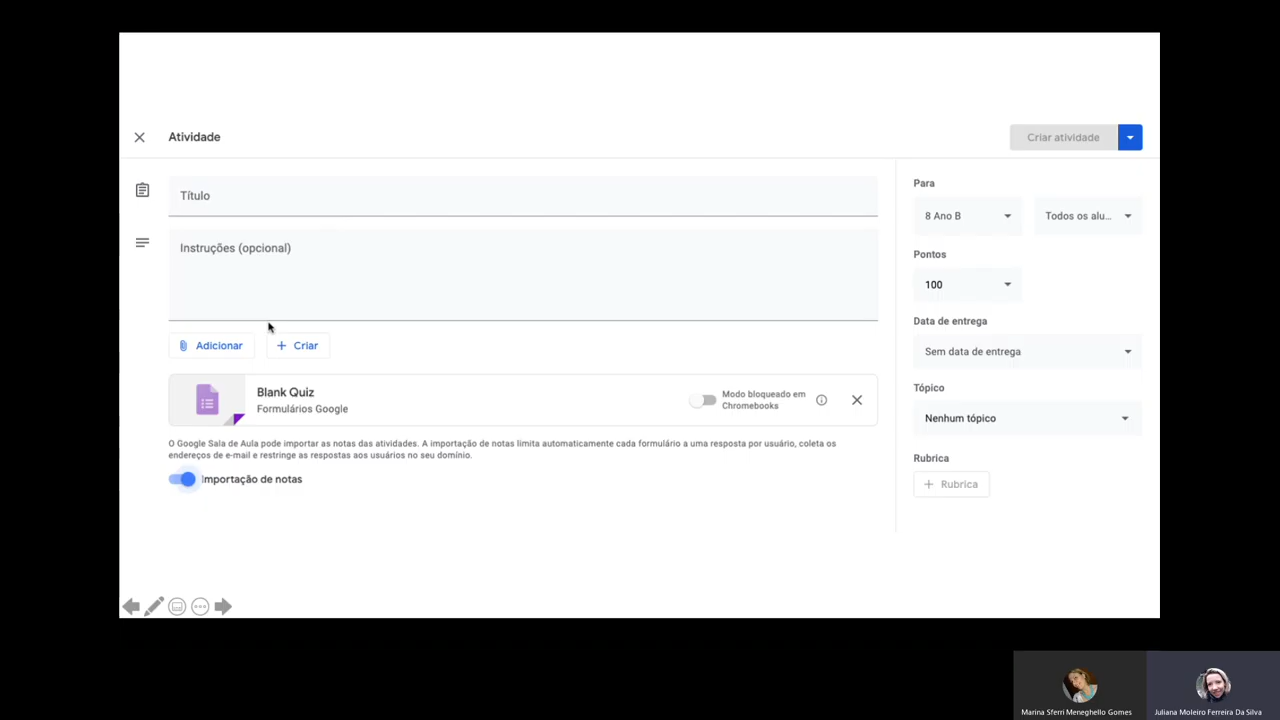 Atividade
Criar atividade
Título
Instruções (opcional)
Adicionar
Criar
Blank Quiz
Formulários Google
Modo bloqueado em
Chromebooks
O Google Sala de Aula pode importar as notas das atividades. A importação de notas limita automaticamente cada formulário a uma resposta por usuário, coleta os
endereços de e-mail e restringe as respostas aos usuários no seu domínio.
Importação de notas
Para
8 Ano B
Todos os alu...
Pontos
100
Data de entrega
Sem data de entrega
Tópico
Nenhum tópico
Rubrica
Rubrica
Marina Sferri Meneghello Gomes
Juliana Moleiro Ferreira Da Silva